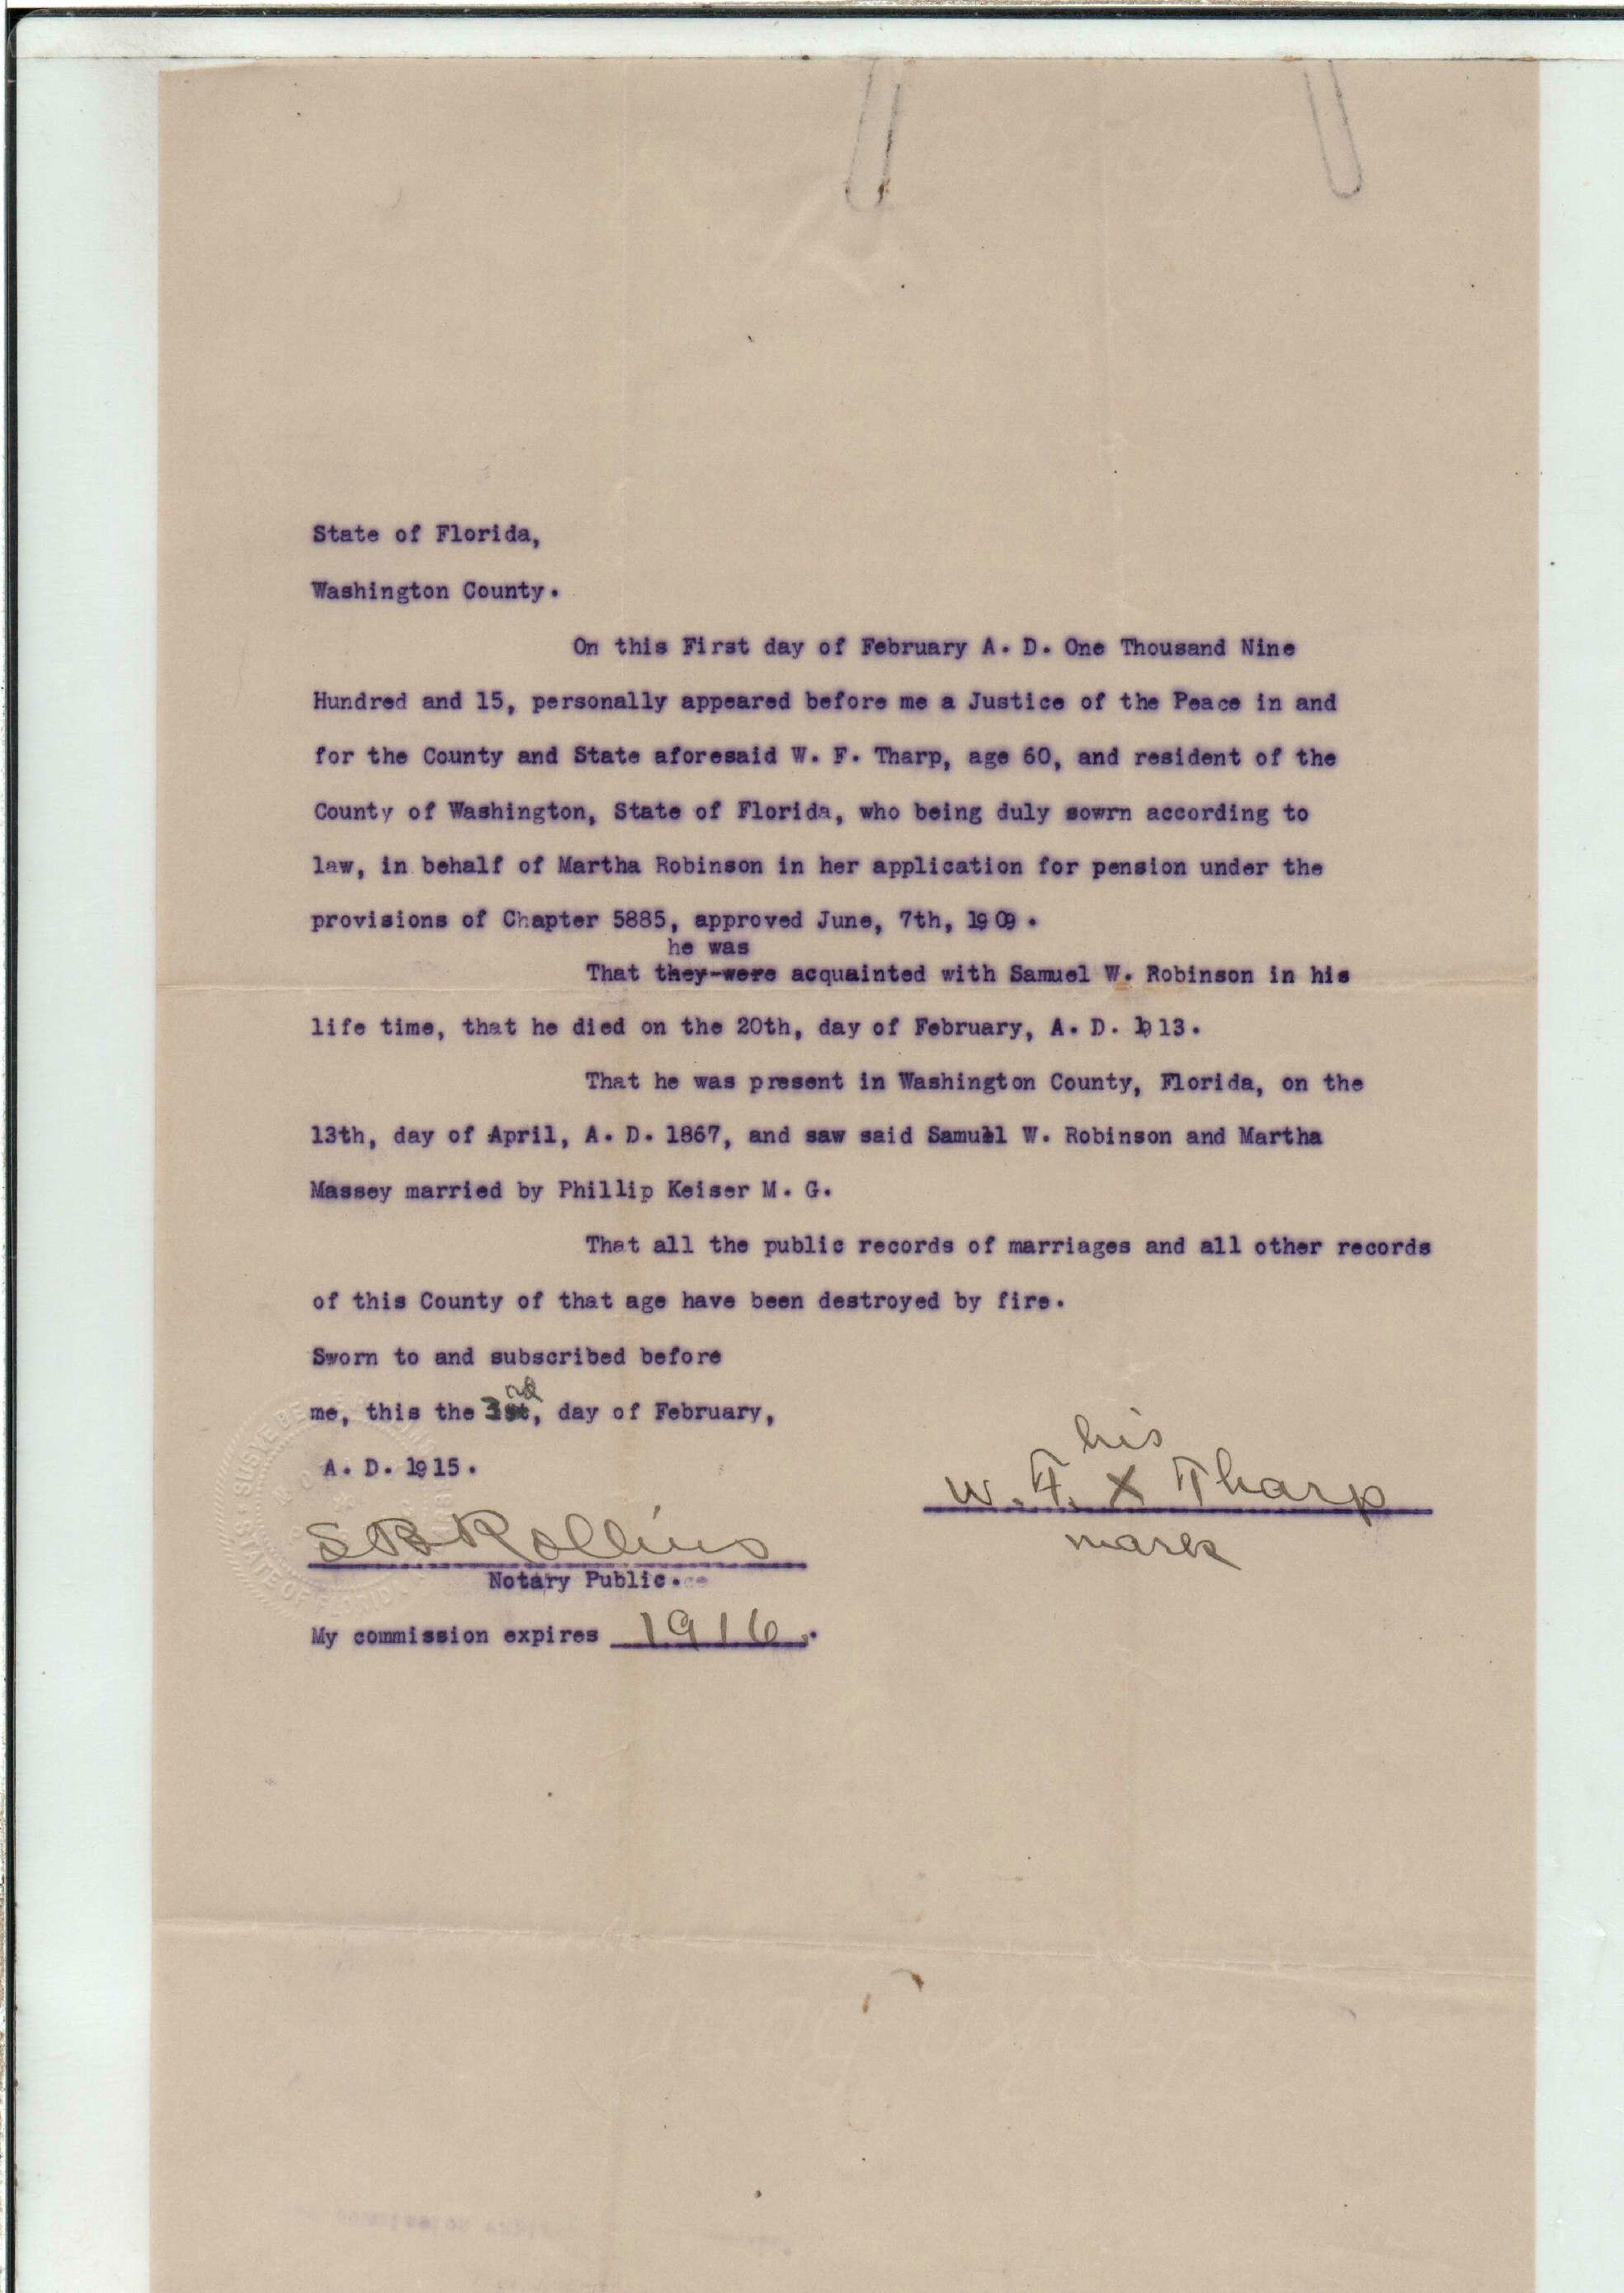 State of Florida,
Washington County.
On this First day of February A. D. One Thousand Nine
Hundred and 15, personally appeared before me a Justice of the Peace in and
for the County and State aforesaid W. F. Tharp, age 60, and resident of the
County of Washington, State of Florida, who being duly sowrn according to
law, in behalf of Martha Robinson in her application for pension under the
provisions of Chapter 5885, approved June, 7th, 1909.
he was
That they were acquainted with Samuel W. Robinson in his
life time, that he died on the 20th, day of February, A. D. 1913.
That he was present in Washington County, Florida, on the
13th, day of April, A. D. 1867, and saw said Samuel W. Robinson and Martha
Massey married by Phillip Keiser M. G.
That all the public records of marriages and all other records
of this County of that age have been destroyed by fire.
Sworn to and subscribed before
me, this the 3rd, day of February,
A. D. 1915.
his
W. F. X Tharp
mark
S B Rollins
Notary Public.
My commission expires 1916.
STATE OF